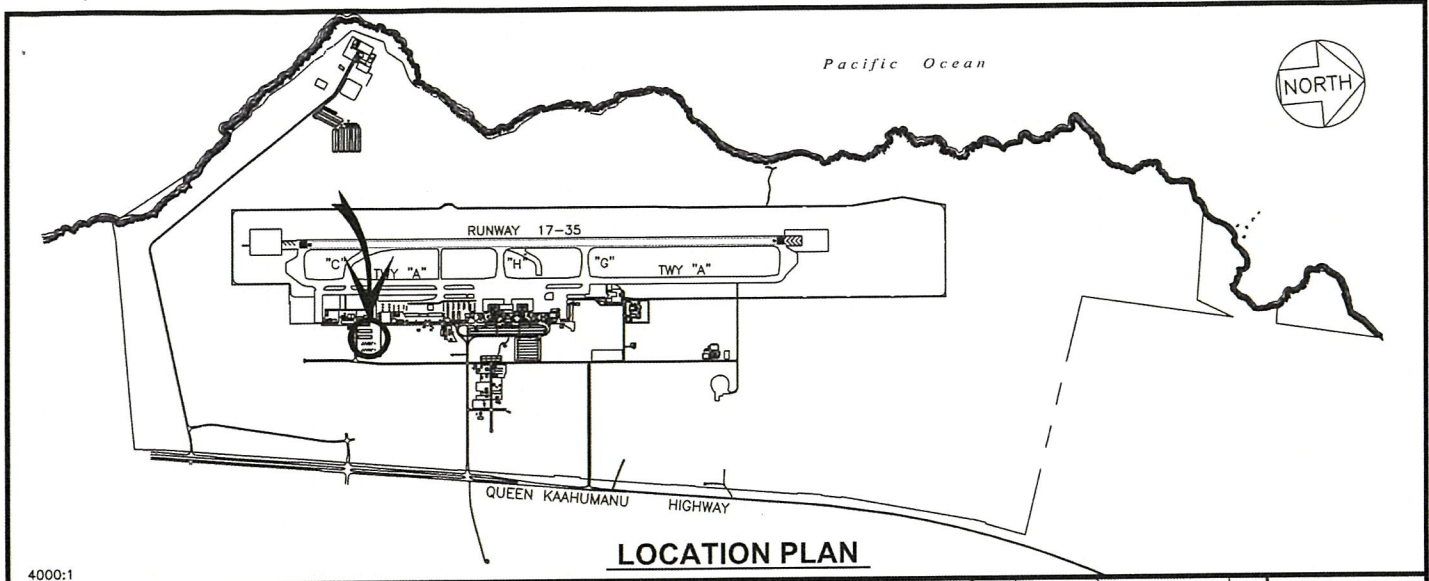 Pacific Ocean
NORTH
RUNWAY 17-35
"C"
TWY "A"
"H"
"G"
TWY "A"
QUEEN KAAHUMANU HIGHWAY
LOCATION PLAN
4000:1